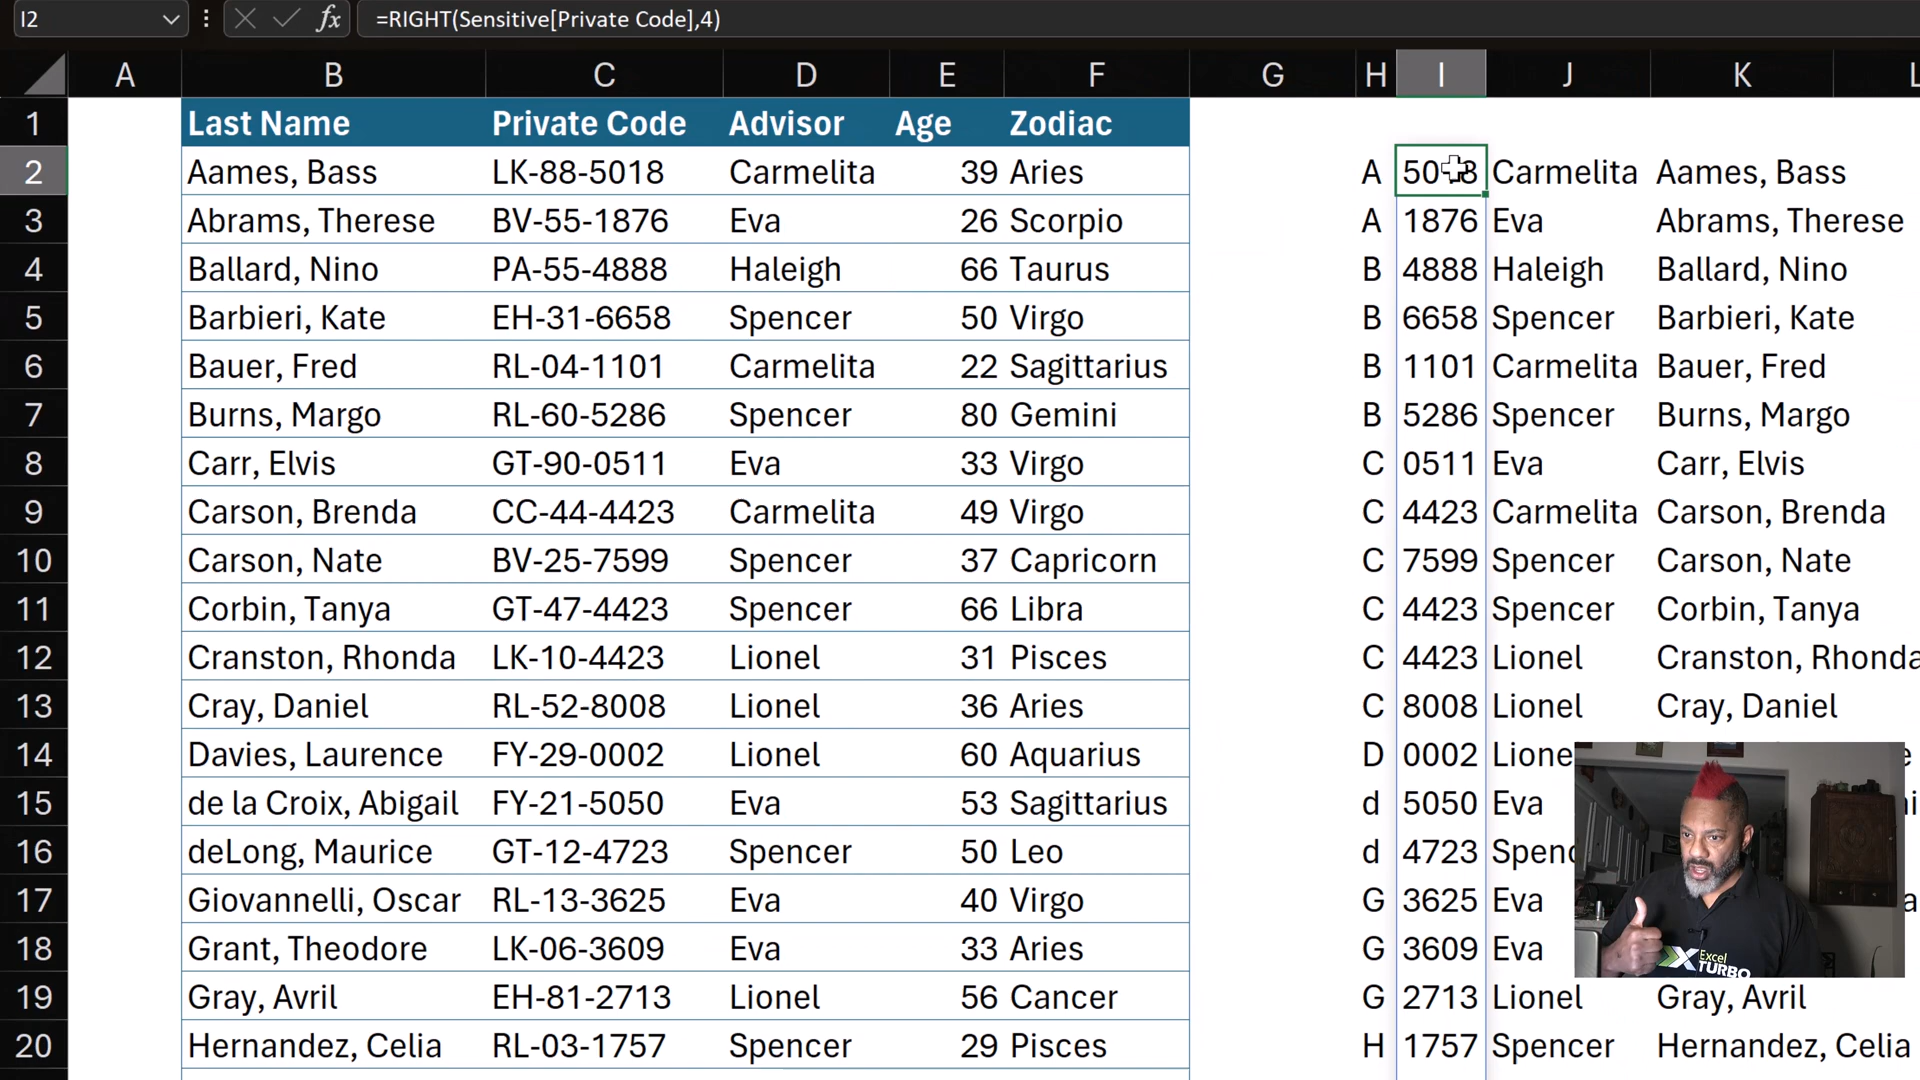 I2 fx =RIGHT(Sensitive[Private Code],4)
A B C D E F G H I J K
1 Last Name Private Code Advisor Age Zodiac
2 Aames, Bass LK-88-5018 Carmelita 39 Aries A Carmelita Aames, Bass
3 Abrams, Therese BV-55-1876 Eva 26 Scorpio A 1876 Eva Abrams, Therese
4 Ballard, Nino PA-55-4888 Haleigh 66 Taurus B 4888 Haleigh Ballard, Nino
5 Barbieri, Kate EH-31-6658 Spencer 50 Virgo B 6658 Spencer Barbieri, Kate
6 Bauer, Fred RL-04-1101 Carmelita 22 Sagittarius B 1101 Carmelita Bauer, Fred
7 Burns, Margo RL-60-5286 Spencer 80 Gemini B 5286 Spencer Burns, Margo
8 Carr, Elvis GT-90-0511 Eva 33 Virgo C 0511 Eva Carr, Elvis
9 Carson, Brenda CC-44-4423 Carmelita 49 Virgo C 4423 Carmelita Carson, Brenda
10 Carson, Nate BV-25-7599 Spencer 37 Capricorn C 7599 Spencer Carson, Nate
11 Corbin, Tanya GT-47-4423 Spencer 66 Libra C 4423 Spencer Corbin, Tanya
12 Cranston, Rhonda LK-10-4423 Lionel 31 Pisces C 4423 Lionel Cranston, Rhonda
13 Cray, Daniel RL-52-8008 Lionel 36 Aries C 8008 Lionel Cray, Daniel
14 Davies, Laurence FY-29-0002 Lionel 60 Aquarius D 0002
15 de la Croix, Abigail FY-21-5050 Eva 53 Sagittarius d 5050 Eva
16 deLong, Maurice GT-12-4723 Spencer 50 Leo d 4723
17 Giovannelli, Oscar RL-13-3625 Eva 40 Virgo G 3625 Eva
18 Grant, Theodore LK-06-3609 Eva 33 Aries G 3609 Eva
Excel
TURBO
19 Gray, Avril EH-81-2713 Lionel 56 Cancer G 2713 Lionel Gray, Avril
20 Hernandez, Celia RL-03-1757 Spencer 29 Pisces H 1757 Spencer Hernandez, Celia